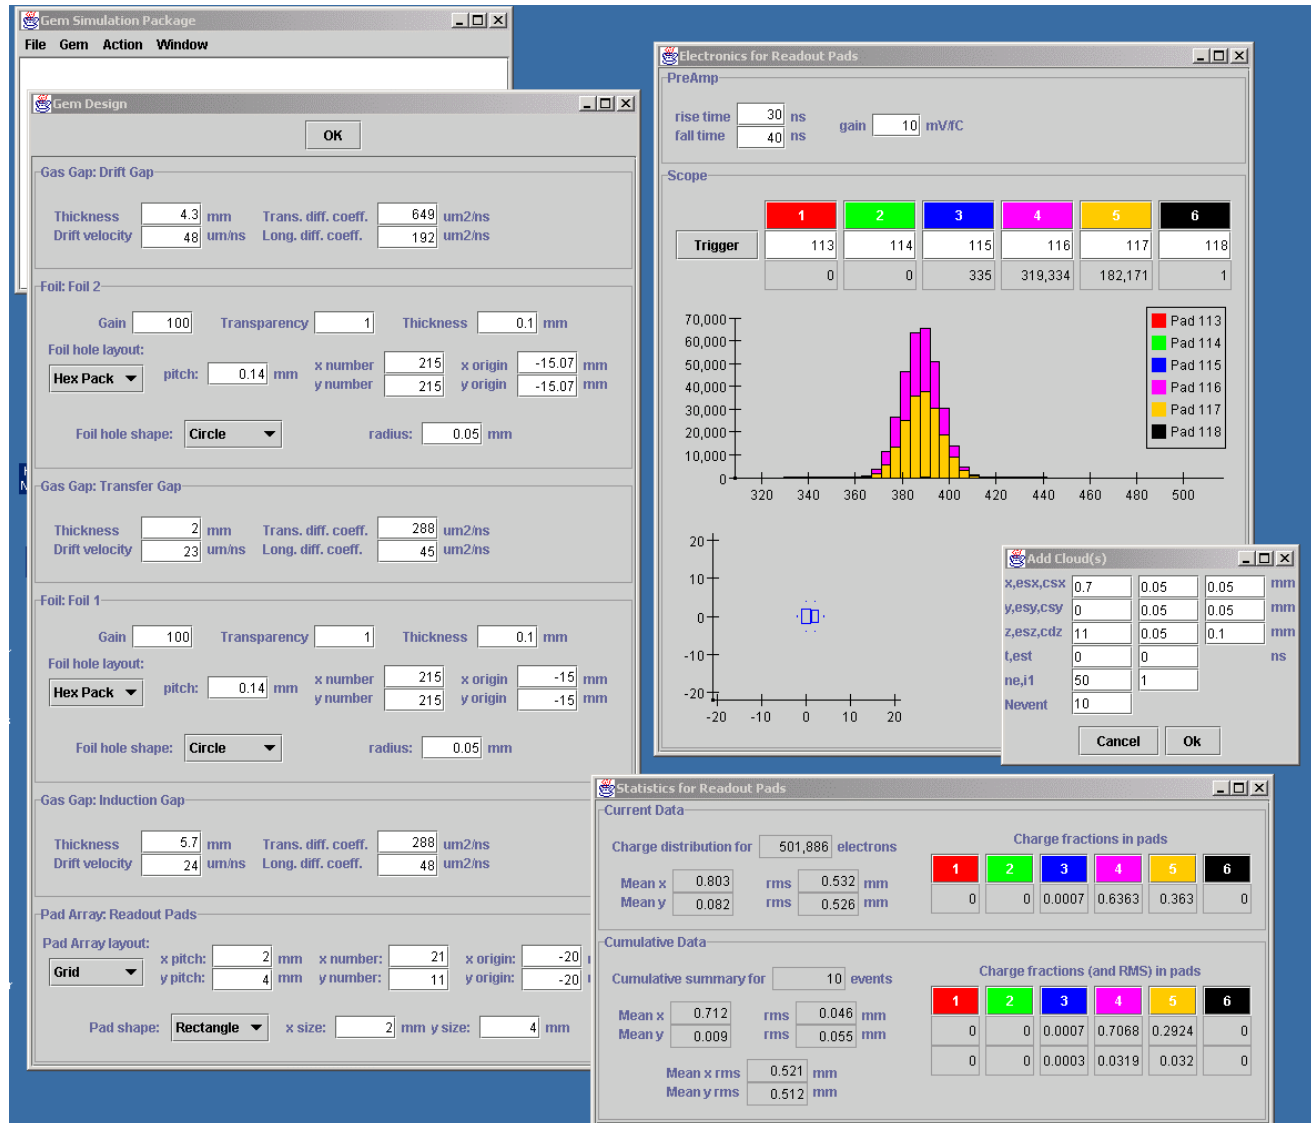 Gem Simulation Package
File Gem Action Window
Gem Design
OK
Gas Gap: Drift Gap
Thickness 4.3 mm Trans. diff. coeff. 649 um2/ns
Drift velocity 48 um/ns Long. diff. coeff. 192 um2/ns
Foil: Foil 2
Gain 100 Transparency 1 Thickness 0.1 mm
Foil hole layout:
Hex Pack pitch: 0.14 mm
x number 215 x origin -15.07 mm
y number 215 y origin -15.07 mm
Foil hole shape: Circle radius: 0.05 mm
Gas Gap: Transfer Gap
Thickness 2 mm Trans. diff. coeff. 288 um2/ns
Drift velocity 23 um/ns Long. diff. coeff. 45 um2/ns
Foil: Foil 1
Gain 100 Transparency 1 Thickness 0.1 mm
Foil hole layout:
Hex Pack pitch: 0.14 mm
x number 215 x origin -15 mm
y number 215 y origin -15 mm
Foil hole shape: Circle radius: 0.05 mm
Gas Gap: Induction Gap
Thickness 5.7 mm Trans. diff. coeff. 288 um2/ns
Drift velocity 24 um/ns Long. diff. coeff. 48 um2/ns
Pad Array: Readout Pads
Pad Array layout:
Grid
x pitch: 2 mm x number: 21 x origin: -20
y pitch: 4 mm y number: 11 y origin: -20
Pad shape: Rectangle x size: 2 mm y size: 4 mm
Electronics for Readout Pads
PreAmp
rise time 30 ns
fall time 40 ns
gain 10 mV/fC
Scope
1 2 3 4 5 6
Trigger 113 114 115 116 117 118
0 0 335 319,334 182,171 1
70,000
60,000
50,000
40,000
30,000
20,000
10,000
0
320 340 360 380 400 420 440 460 480 500
Pad 113
Pad 114
Pad 115
Pad 116
Pad 117
Pad 118
20
10
0
-10
-20
-20 -10 0 10 20
Add Cloud(s)
x,esx,csx 0.7 0.05 0.05 mm
y,esy,csy 0 0.05 0.05 mm
z,esz,cdz 11 0.05 0.1 mm
t,est 0 0 ns
ne,i1 50 1
Nevent 10
Cancel Ok
Statistics for Readout Pads
Current Data
Charge distribution for 501,886 electrons
Mean x 0.803 rms 0.532 mm
Mean y 0.082 rms 0.526 mm
Charge fractions in pads
1 2 3 4 5 6
0 0 0.0007 0.6363 0.363 0
Cumulative Data
Cumulative summary for 10 events
Mean x 0.712 rms 0.046 mm
Mean y 0.009 rms 0.055 mm
Mean x rms 0.521 mm
Mean y rms 0.512 mm
Charge fractions (and RMS) in pads
1 2 3 4 5 6
0 0 0.0007 0.7068 0.2924 0
0 0 0.0003 0.0319 0.032 0